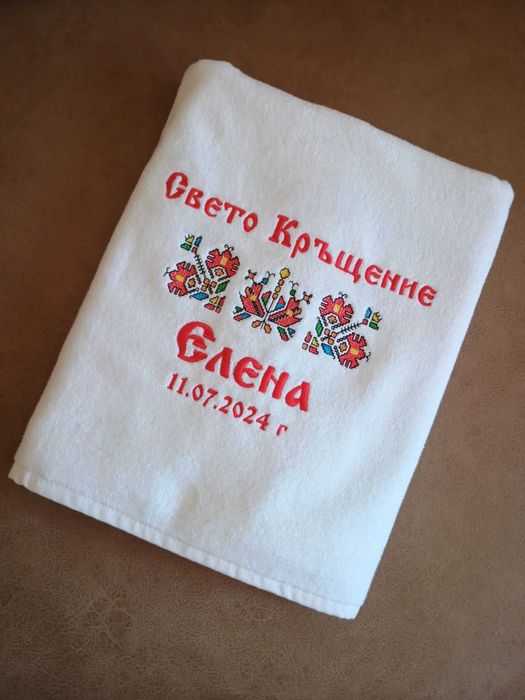 Свето Кръщение
Елена
11.07.2024 г